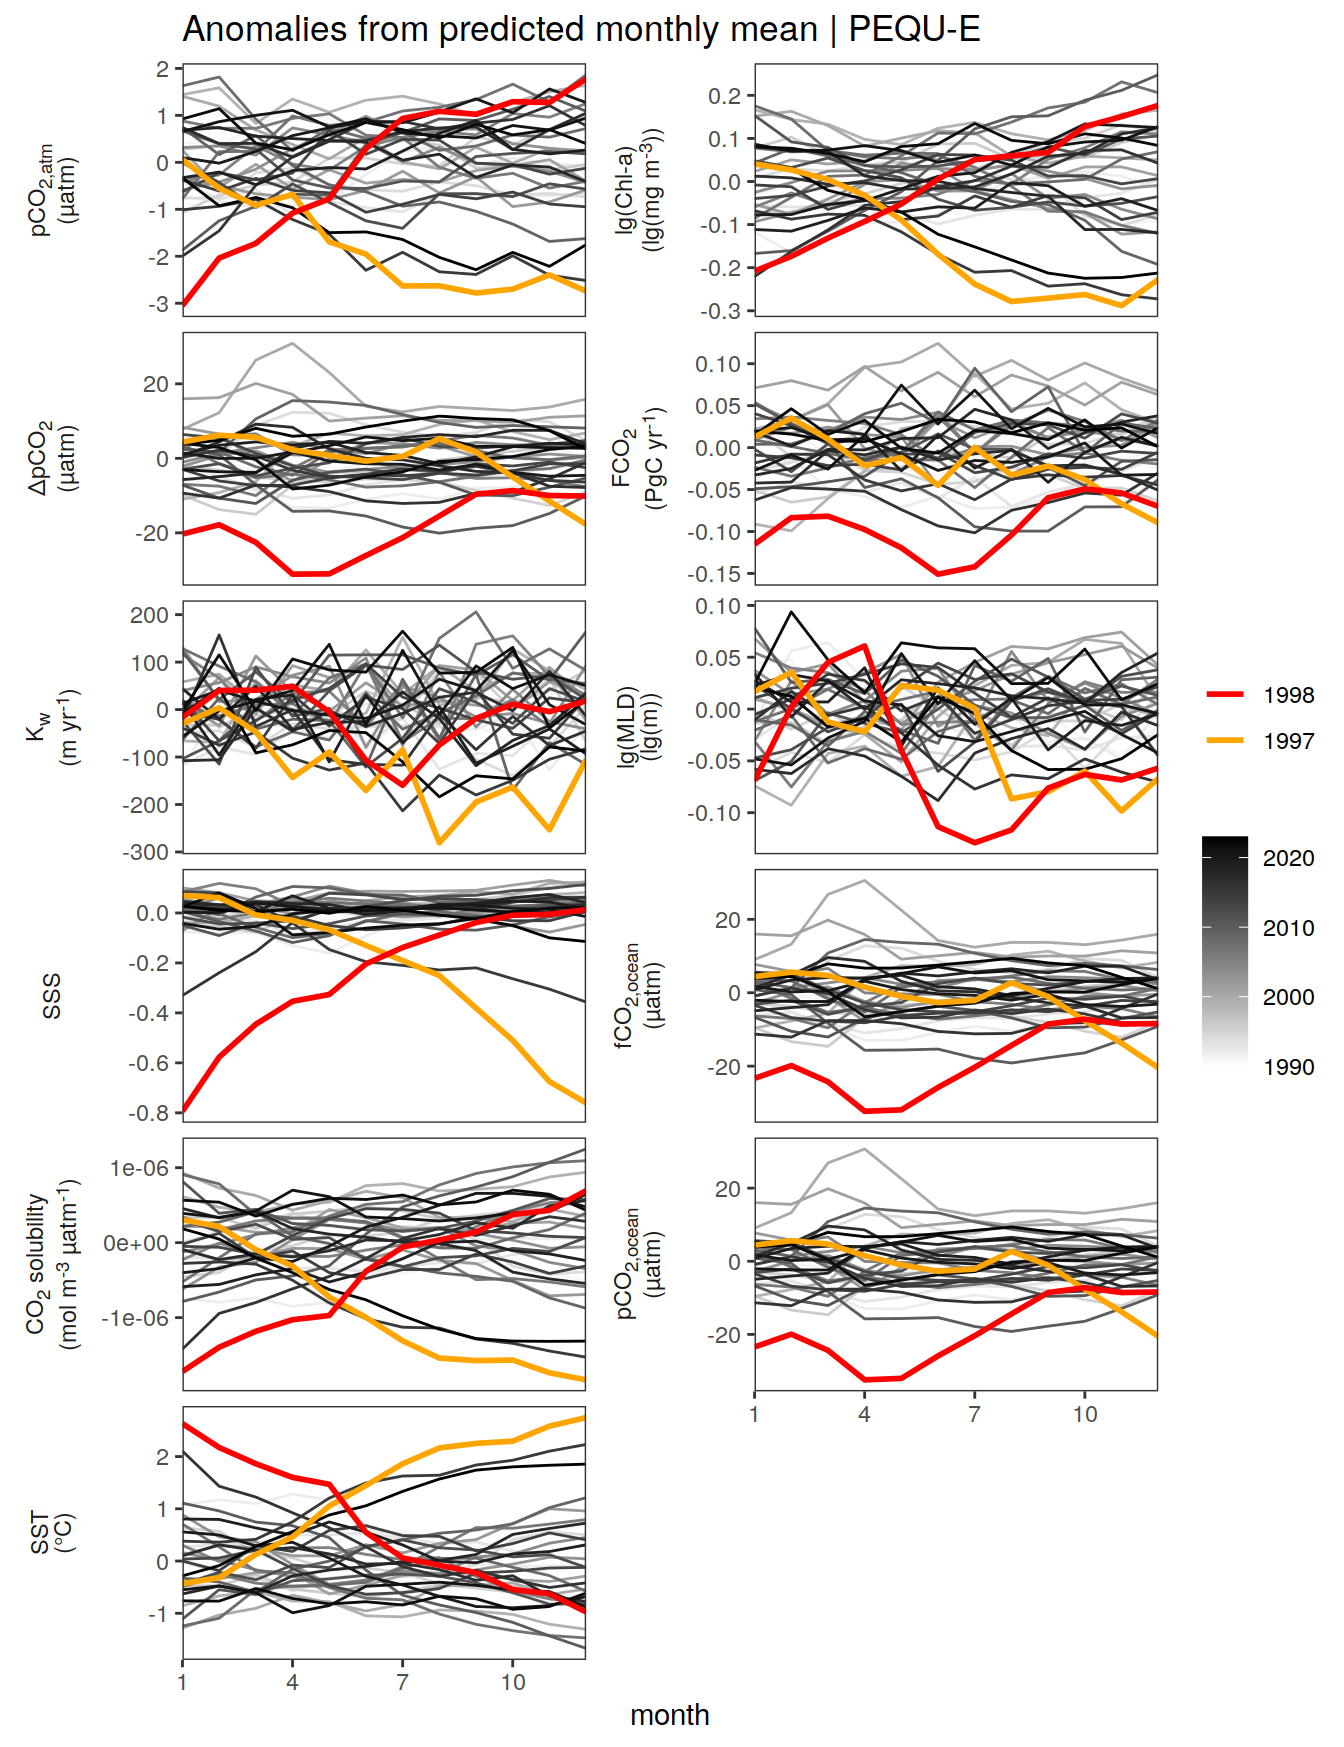 Anomalies from predicted monthly mean | PEQU-E
pCO2,atm
(µatm)
2
1
0
-1
-2
-3
lg(Chl-a)
(lg(mg m-3))
0.2
0.1
0.0
-0.1
-0.2
-0.3
ΔpCO2
(µatm)
20
0
-20
FCO2
(PgC yr-1)
0.10
0.05
0.00
-0.05
-0.10
-0.15
Kw
(m yr-1)
200
100
0
-100
-200
-300
lg(MLD)
(lg(m))
0.10
0.05
0.00
-0.05
-0.10
SSS
0.0
-0.2
-0.4
-0.6
-0.8
fCO2,ocean
(µatm)
20
0
-20
CO2 solubility
(mol m-3 µatm-1)
1e-06
0e+00
-1e-06
pCO2,ocean
(µatm)
20
0
-20
1
4
7
10
SST
(°C)
2
1
0
-1
1
4
7
10
month
1998
1997
2020
2010
2000
1990